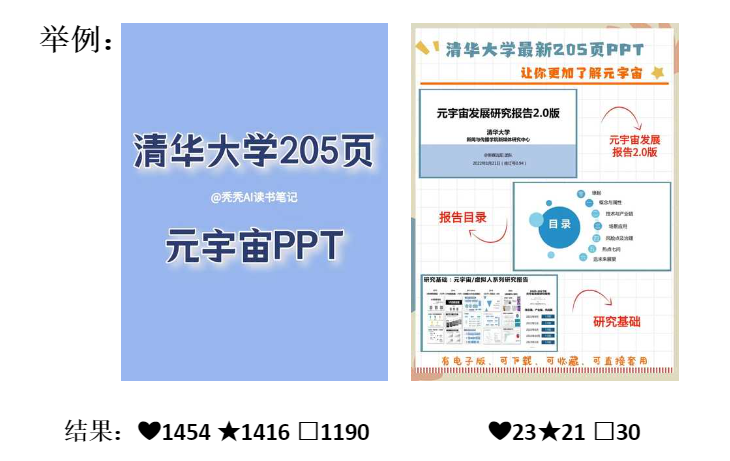 举例：
清华大学205页
@秃秃AI读书笔记
元宇宙PPT
清华大学最新205页PPT
让你更加了解元宇宙
元宇宙发展研究报告2.0版
清华大学
新闻与传播学院新媒体研究中心
元宇宙发展
报告2.0版
报告目录
目录
概念与属性
技术与产业链
场景应用
风险点及治理
热点七问
远未来展望
研究基础：元宇宙/虚拟人系列研究报告
研究基础
有电子版、可下载、可收藏、可直接套用
结果：♥1454 ★1416 □1190
♥23★21 □30